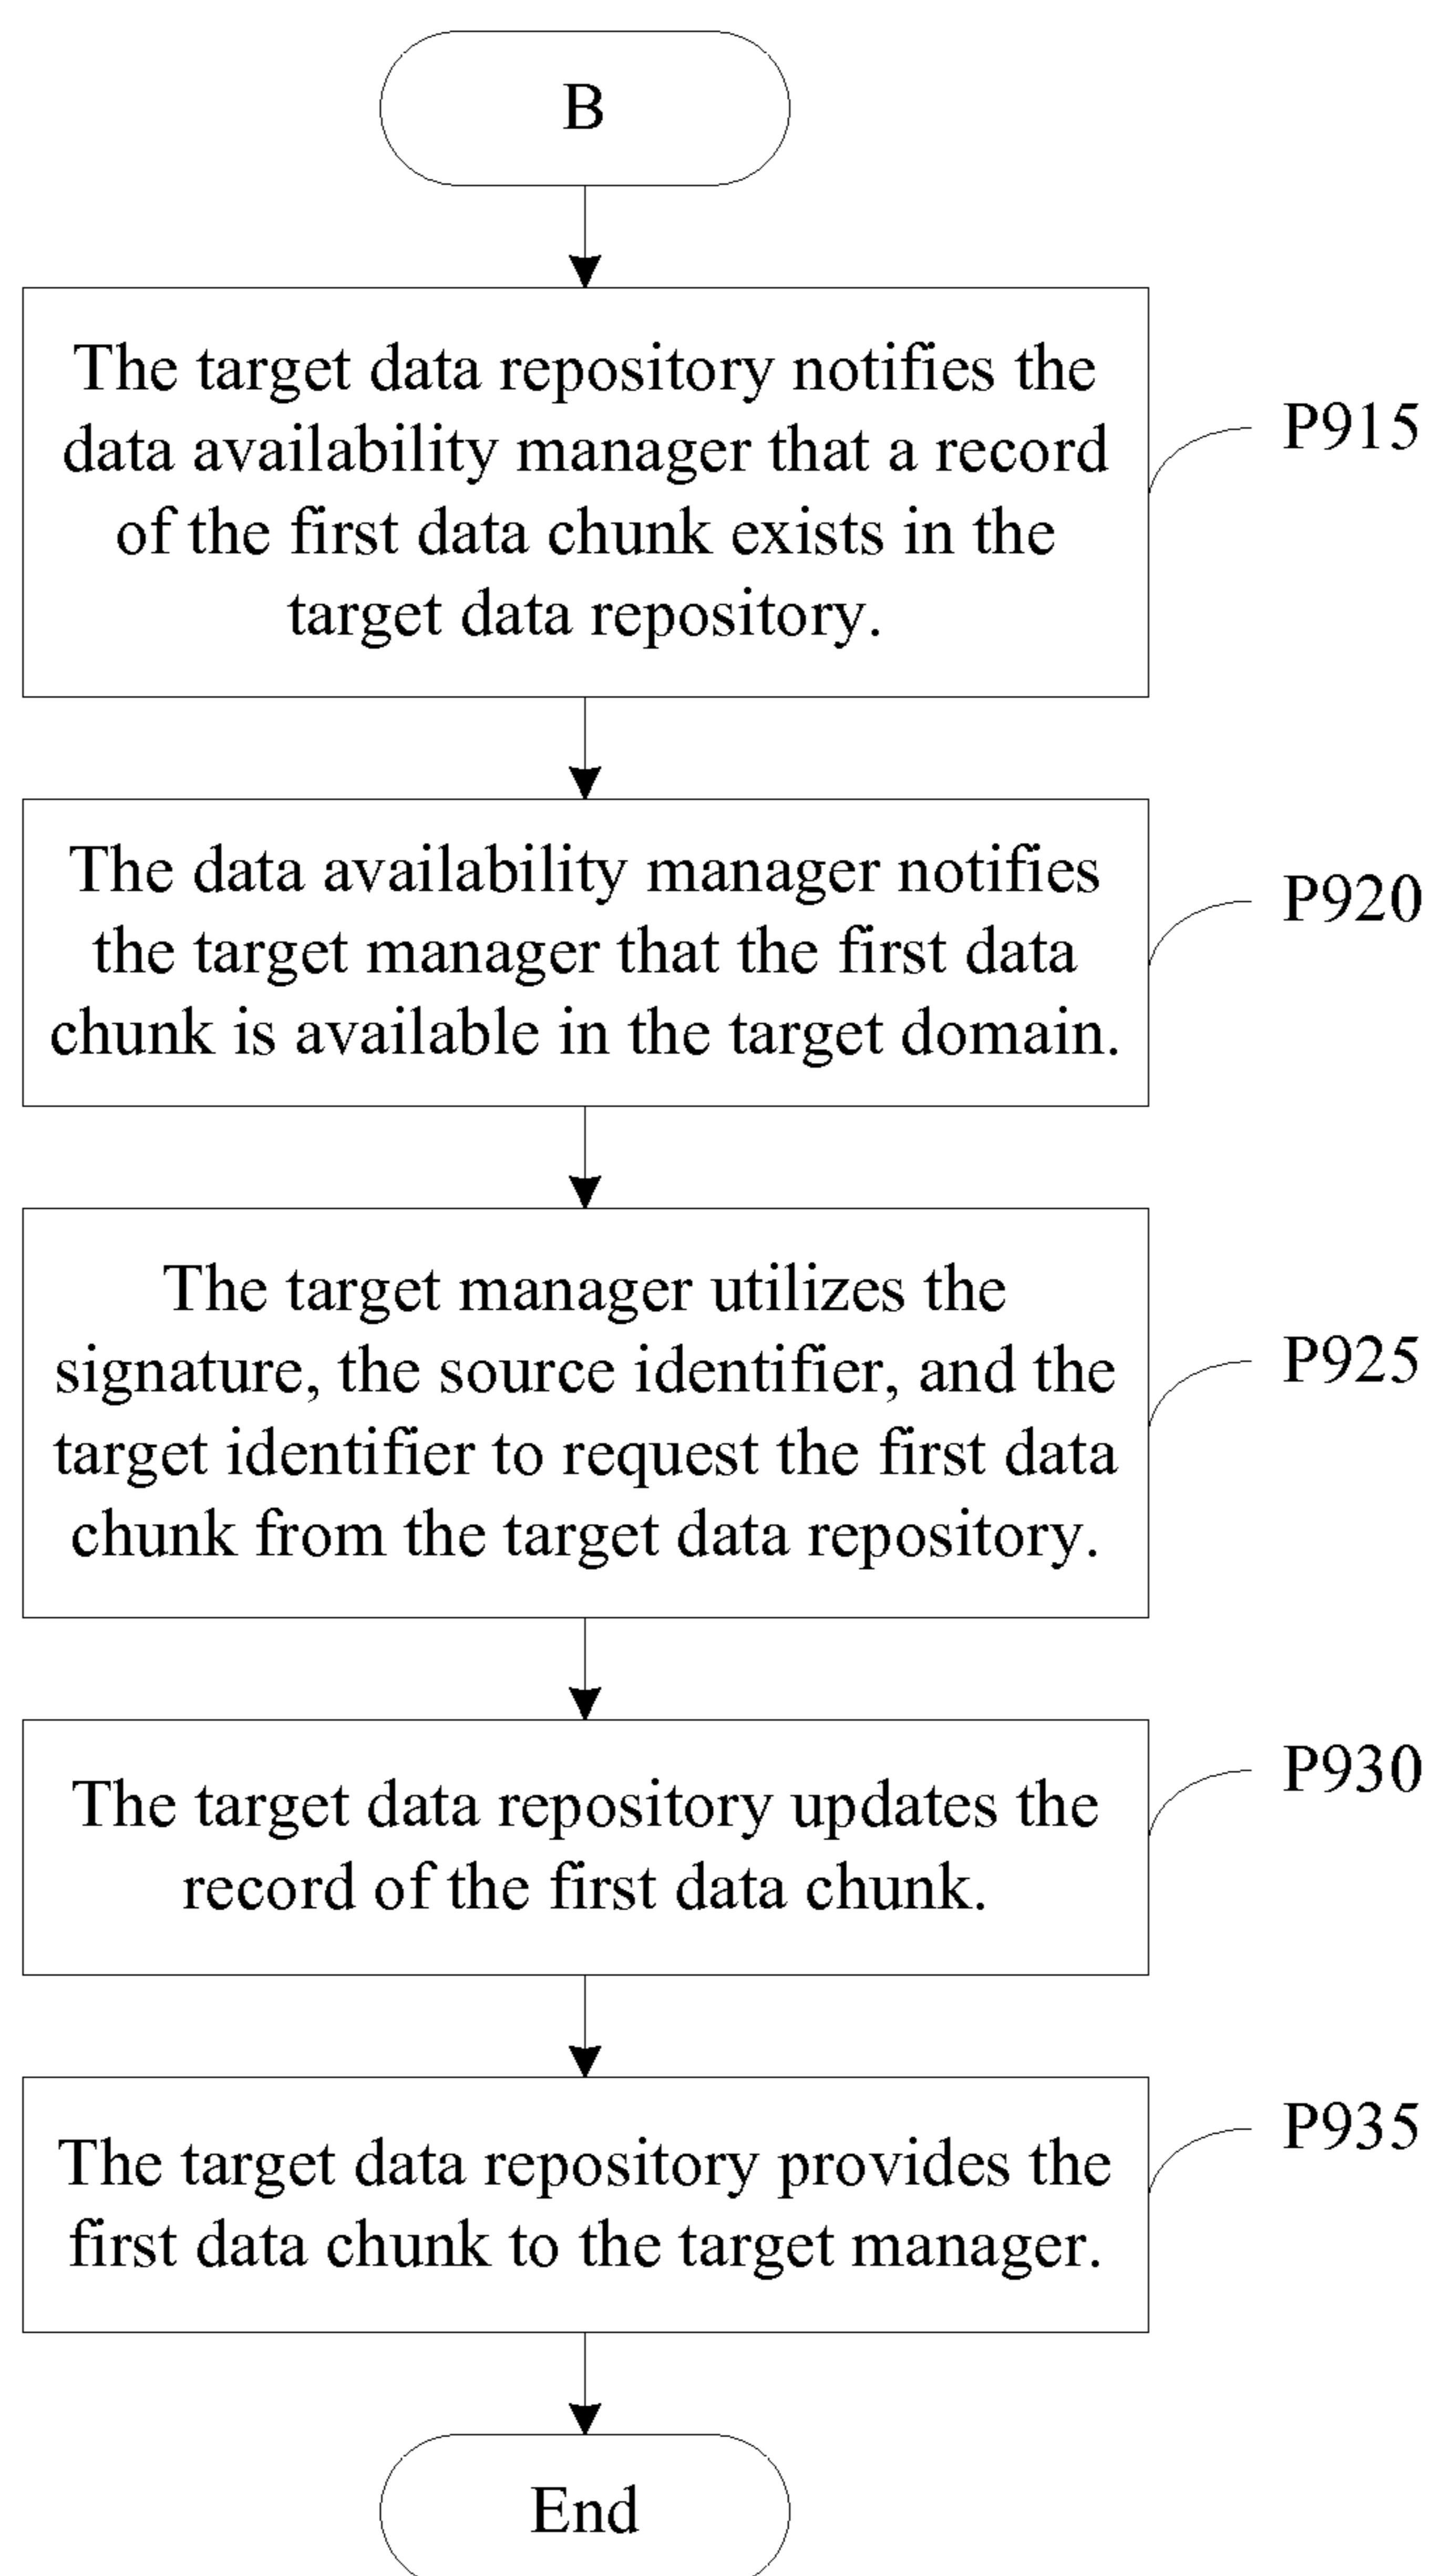 B
The target data repository notifies the
data availability manager that a record
of the first data chunk exists in the
target data repository.
P915
The data availability manager notifies
the target manager that the first data
chunk is available in the target domain.
P920
The target manager utilizes the
signature, the source identifier, and the
target identifier to request the first data
chunk from the target data repository.
P925
The target data repository updates the
record of the first data chunk.
P930
The target data repository provides the
first data chunk to the target manager.
P935
End